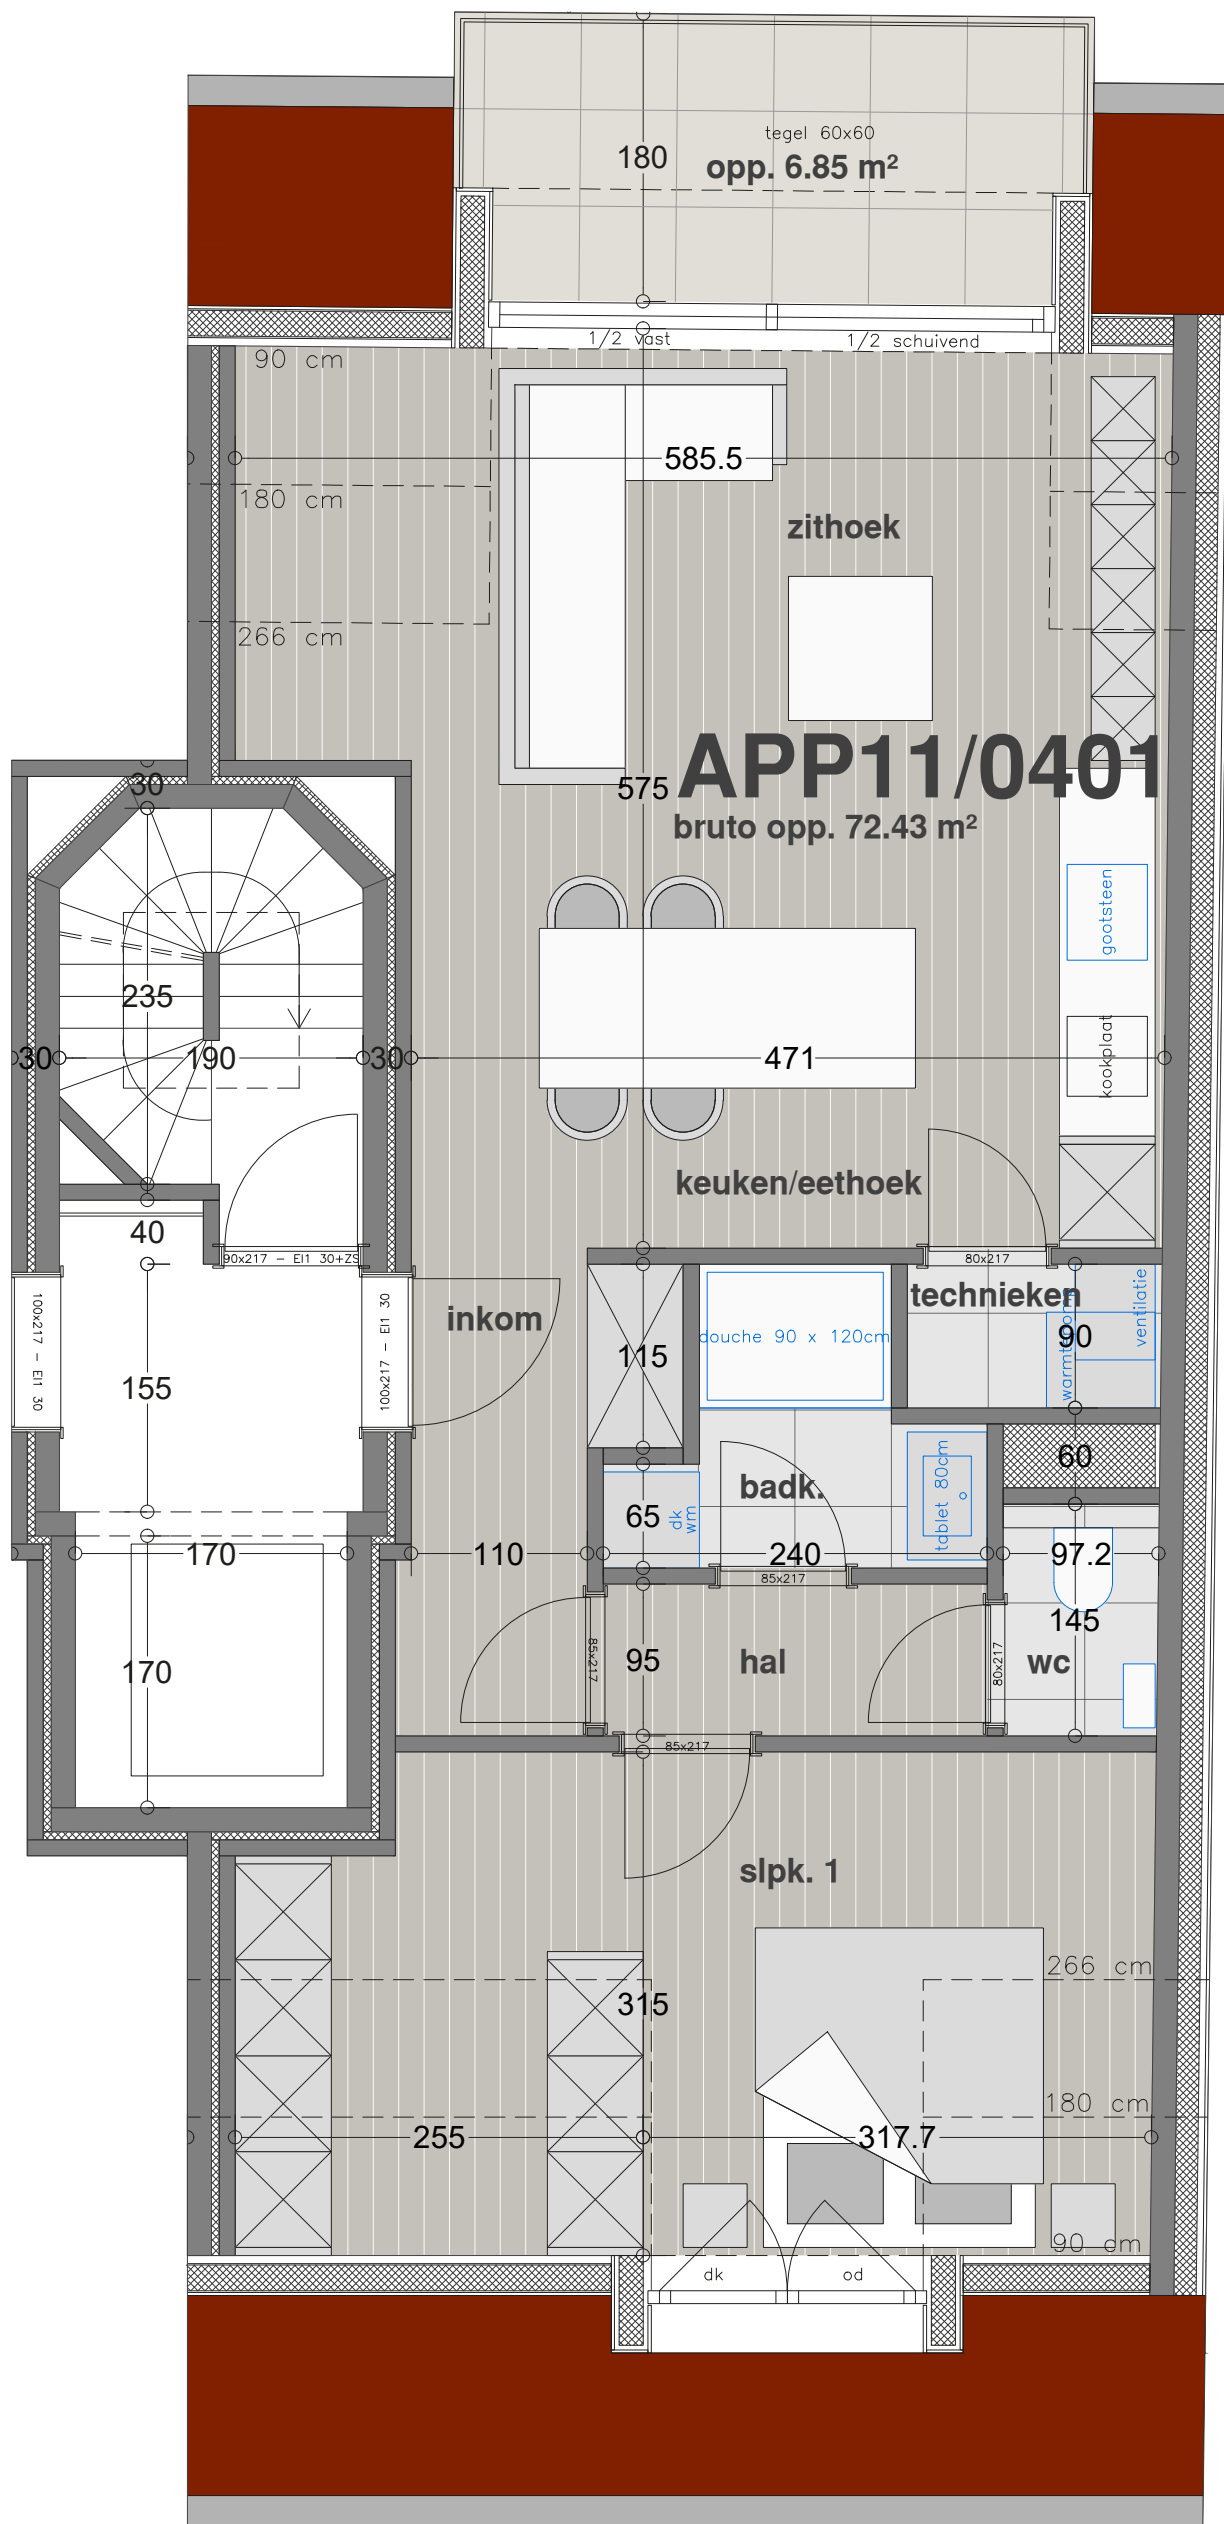 tegel 60x60
180
opp. 6.85 m²
1/2 vast
1/2 schuivend
90 cm
585.5
180 cm
zithoek
266 cm
APP11/0401
30
575
bruto opp. 72.43 m²
gootsteen
235
kookplaat
30
190
30
471
keuken/eethoek
40
90x217 - EI1 30+ZS
80x217
technieken
inkom
ventilatie
100x217 - EI1 30
100x217 - EI1 30
douche 90 x 120cm
90
115
155
60
badk.
tablet 80cm
65
dk
wm
170
110
240
97.2
85x217
145
85x217
95
hal
80x217
wc
170
85x217
slpk. 1
266 cm
315
180 cm
255
317.7
90 cm
dk
od